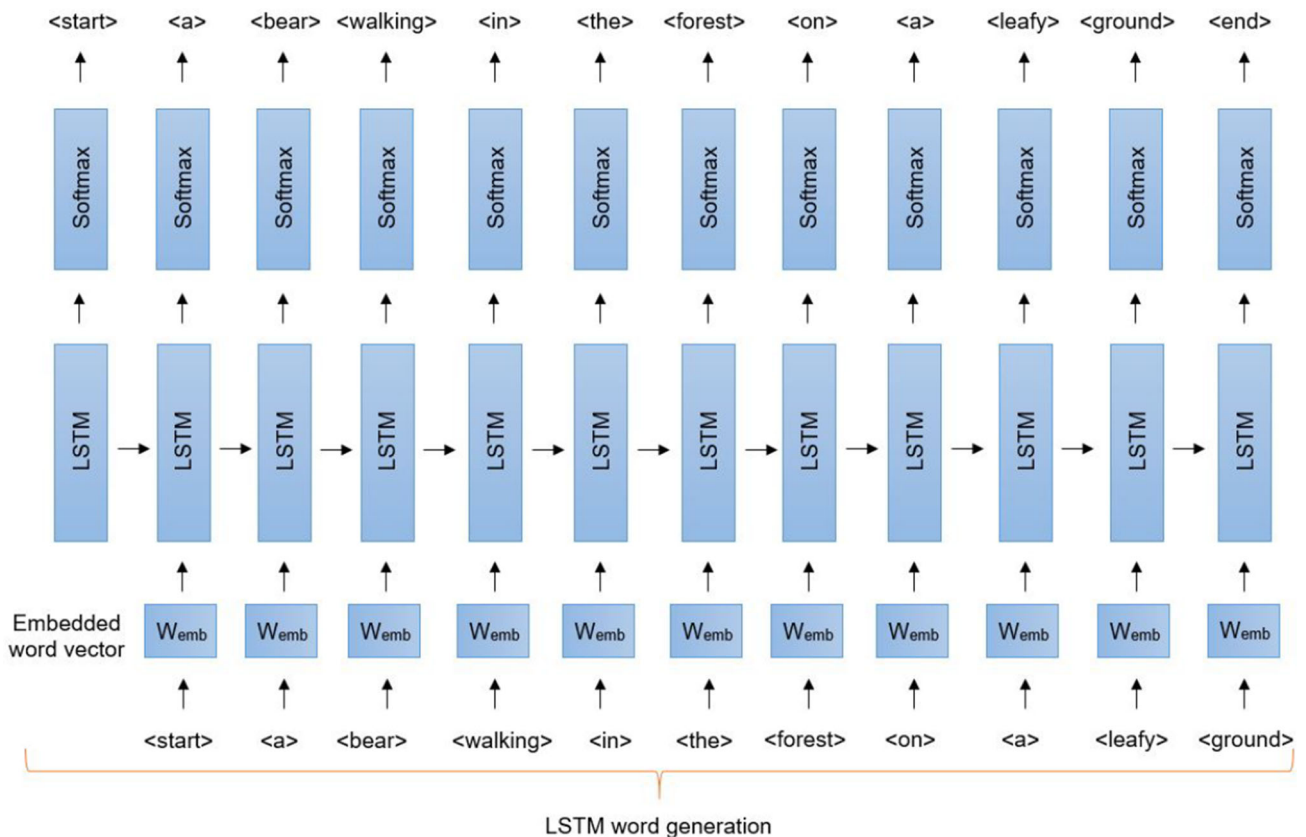 <start> <a> <bear> <walking> <in> <the> <forest> <on> <a> <leafy> <ground> <end>
Softmax Softmax Softmax Softmax Softmax Softmax Softmax Softmax Softmax Softmax Softmax Softmax
LSTM LSTM LSTM LSTM LSTM LSTM LSTM LSTM LSTM LSTM LSTM LSTM
Embedded
word vector
Wemb Wemb Wemb Wemb Wemb Wemb Wemb Wemb Wemb Wemb Wemb
<start> <a> <bear> <walking> <in> <the> <forest> <on> <a> <leafy> <ground>
LSTM word generation